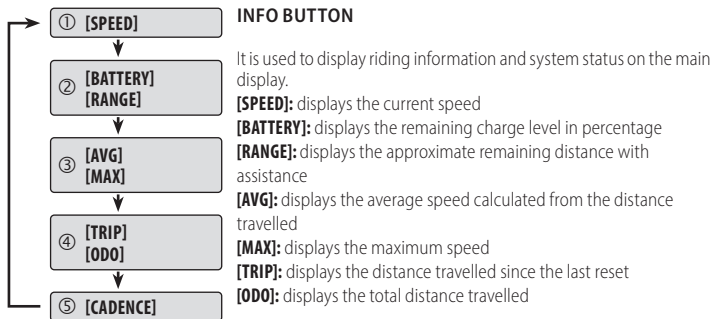 ① [SPEED]
② [BATTERY]
[RANGE]
③ [AVG]
[MAX]
④ [TRIP]
[ODO]
⑤ [CADENCE]
INFO BUTTON
It is used to display riding information and system status on the main
display.
[SPEED]: displays the current speed
[BATTERY]: displays the remaining charge level in percentage
[RANGE]: displays the approximate remaining distance with
assistance
[AVG]: displays the average speed calculated from the distance
travelled
[MAX]: displays the maximum speed
[TRIP]: displays the distance travelled since the last reset
[ODO]: displays the total distance travelled